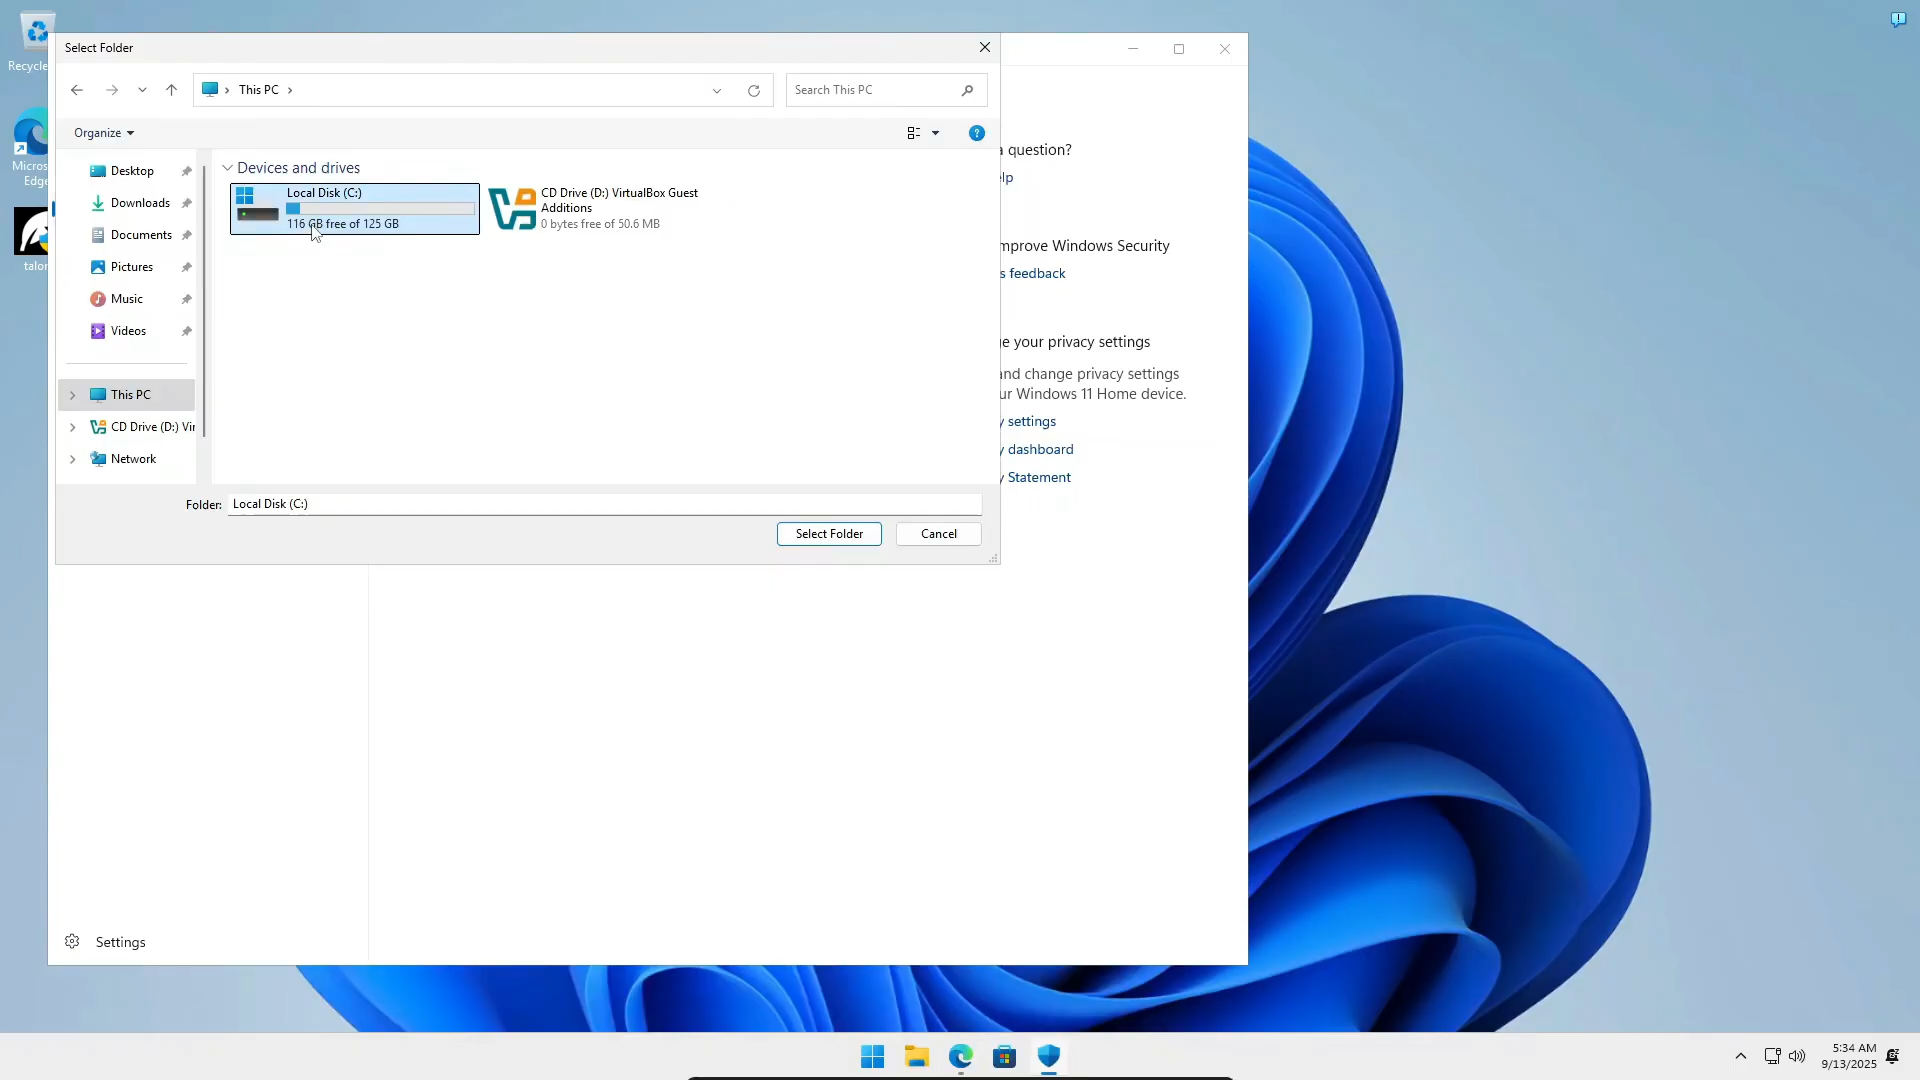 Recycle
Micros
Edge
talon
Select Folder
This PC
Search This PC
Organize
Desktop
Downloads
Documents
Pictures
Music
Videos
This PC
CD Drive (D:) Vir
Network
Devices and drives
Local Disk (C:)
116 GB free of 125 GB
CD Drive (D:) VirtualBox Guest
Additions
0 bytes free of 50.6 MB
Folder:
Local Disk (C:)
Select Folder
Cancel
a question?
lp
mprove Windows Security
s feedback
e your privacy settings
and change privacy settings
ur Windows 11 Home device.
y settings
y dashboard
y Statement
Settings
5:34 AM
9/13/2025